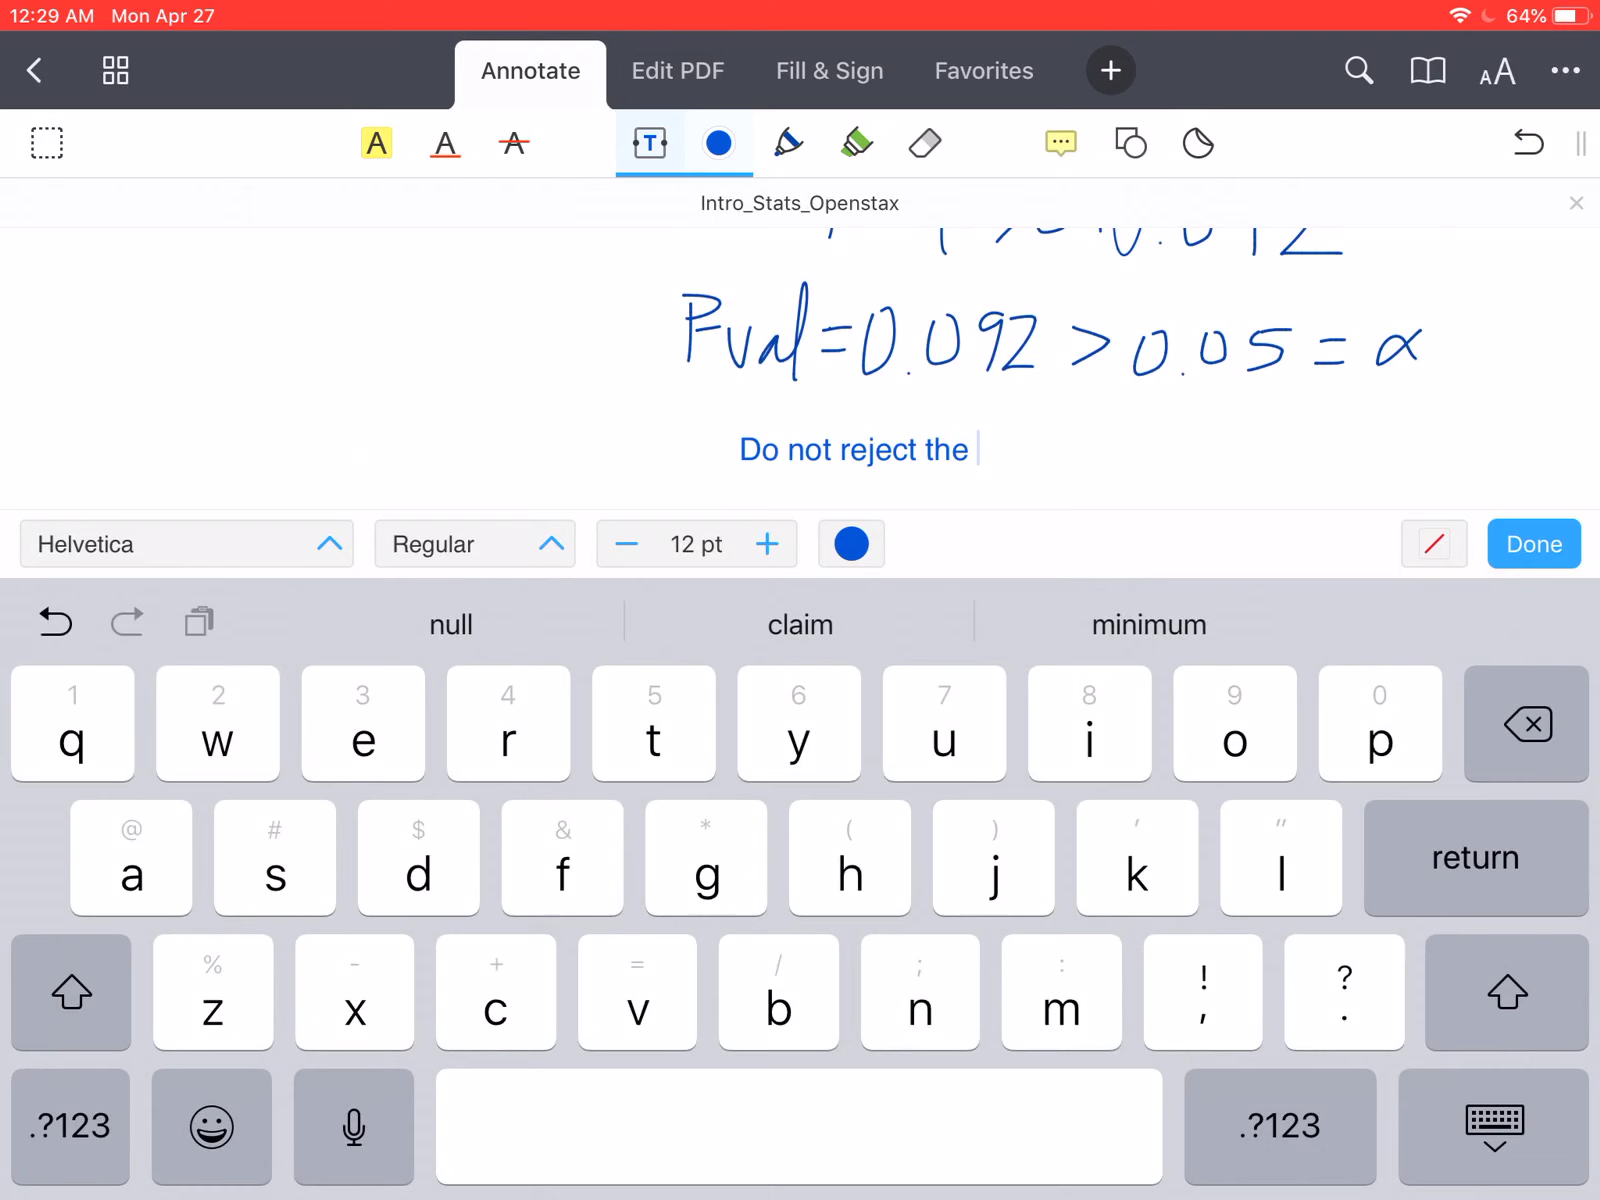 12:29 AM Mon Apr 27 64%
Annotate Edit PDF Fill & Sign Favorites + AA
A A A T
Intro_Stats_Openstax
Pval=0.092 > 0.05 = α
Do not reject the
Helvetica Regular − 12 pt + Done
null claim minimum
1 2 3 4 5 6 7 8 9 0
q w e r t y u i o p
@ # $ & * ( ) ' "
a s d f g h j k l return
% - + = / ; : ! ?
z x c v b n m , .
.?123 .?123